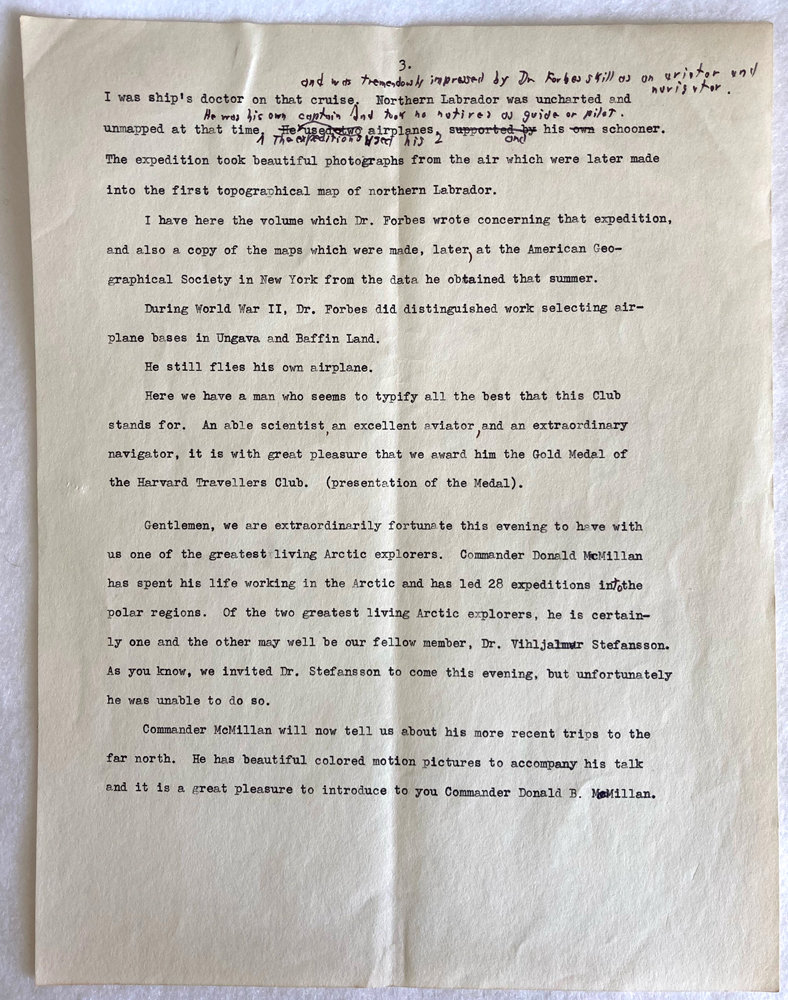 3.
and was tremendously impressed by Dr Forbes skill as an aviator and
navigator.
I was ship's doctor on that cruise. Northern Labrador was uncharted and
He was his own captain And took no natives as guide or pilot.
unmapped at that time. He used two airplanes, supported by his own schooner.
The expedition used his 2 and
The expedition took beautiful photographs from the air which were later made
into the first topographical map of northern Labrador.
I have here the volume which Dr. Forbes wrote concerning that expedition,
and also a copy of the maps which were made, later, at the American Geo-
graphical Society in New York from the data he obtained that summer.
During World War II, Dr. Forbes did distinguished work selecting air-
plane bases in Ungava and Baffin Land.
He still flies his own airplane.
Here we have a man who seems to typify all the best that this Club
stands for. An able scientist, an excellent aviator, and an extraordinary
navigator, it is with great pleasure that we award him the Gold Medal of
the Harvard Travellers Club. (presentation of the Medal).
Gentlemen, we are extraordinarily fortunate this evening to have with
us one of the greatest living Arctic explorers. Commander Donald McMillan
has spent his life working in the Arctic and has led 28 expeditions into the
polar regions. Of the two greatest living Arctic explorers, he is certain-
ly one and the other may well be our fellow member, Dr. Vihljalmur Stefansson.
As you know, we invited Dr. Stefansson to come this evening, but unfortunately
he was unable to do so.
Commander McMillan will now tell us about his more recent trips to the
far north. He has beautiful colored motion pictures to accompany his talk
and it is a great pleasure to introduce to you Commander Donald B. McMillan.